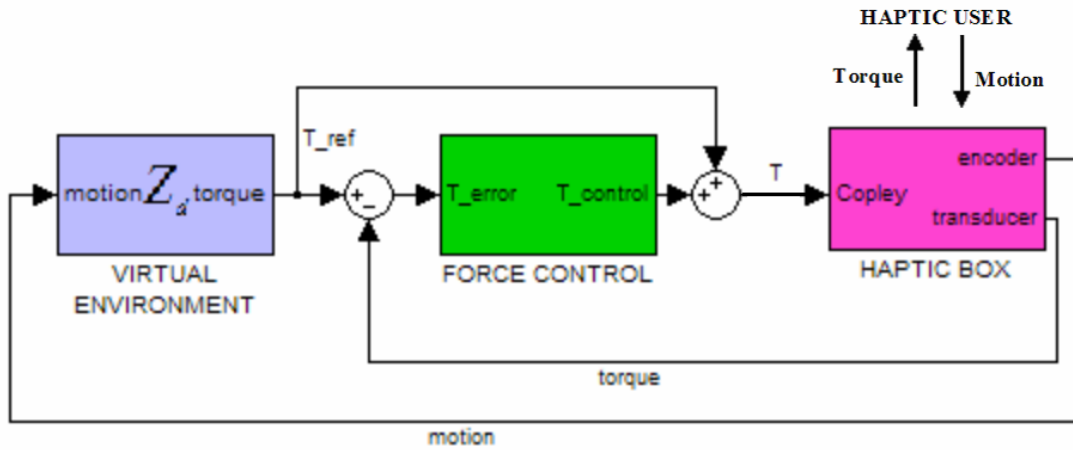 HAPTIC USER
Torque
Motion
T_ref
motion Z_d torque
+
−
T_error T_control
+
+
T
encoder
Copley
transducer
VIRTUAL
ENVIRONMENT
FORCE CONTROL
HAPTIC BOX
torque
motion